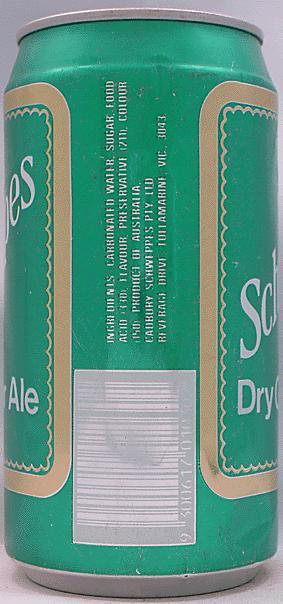 pes
r Ale
INGREDIENTS CARBONATED WATER, SUGAR, FOOD
ACID (330), FLAVOUR, PRESERVATIVE (211), COLOUR
(150). PRODUCT OF AUSTRALIA.
CADBURY SCHWEPPES PTY LTD
BEVERAGE DRIVE TULLAMARINE, VIC. 3043
Sch
Dry